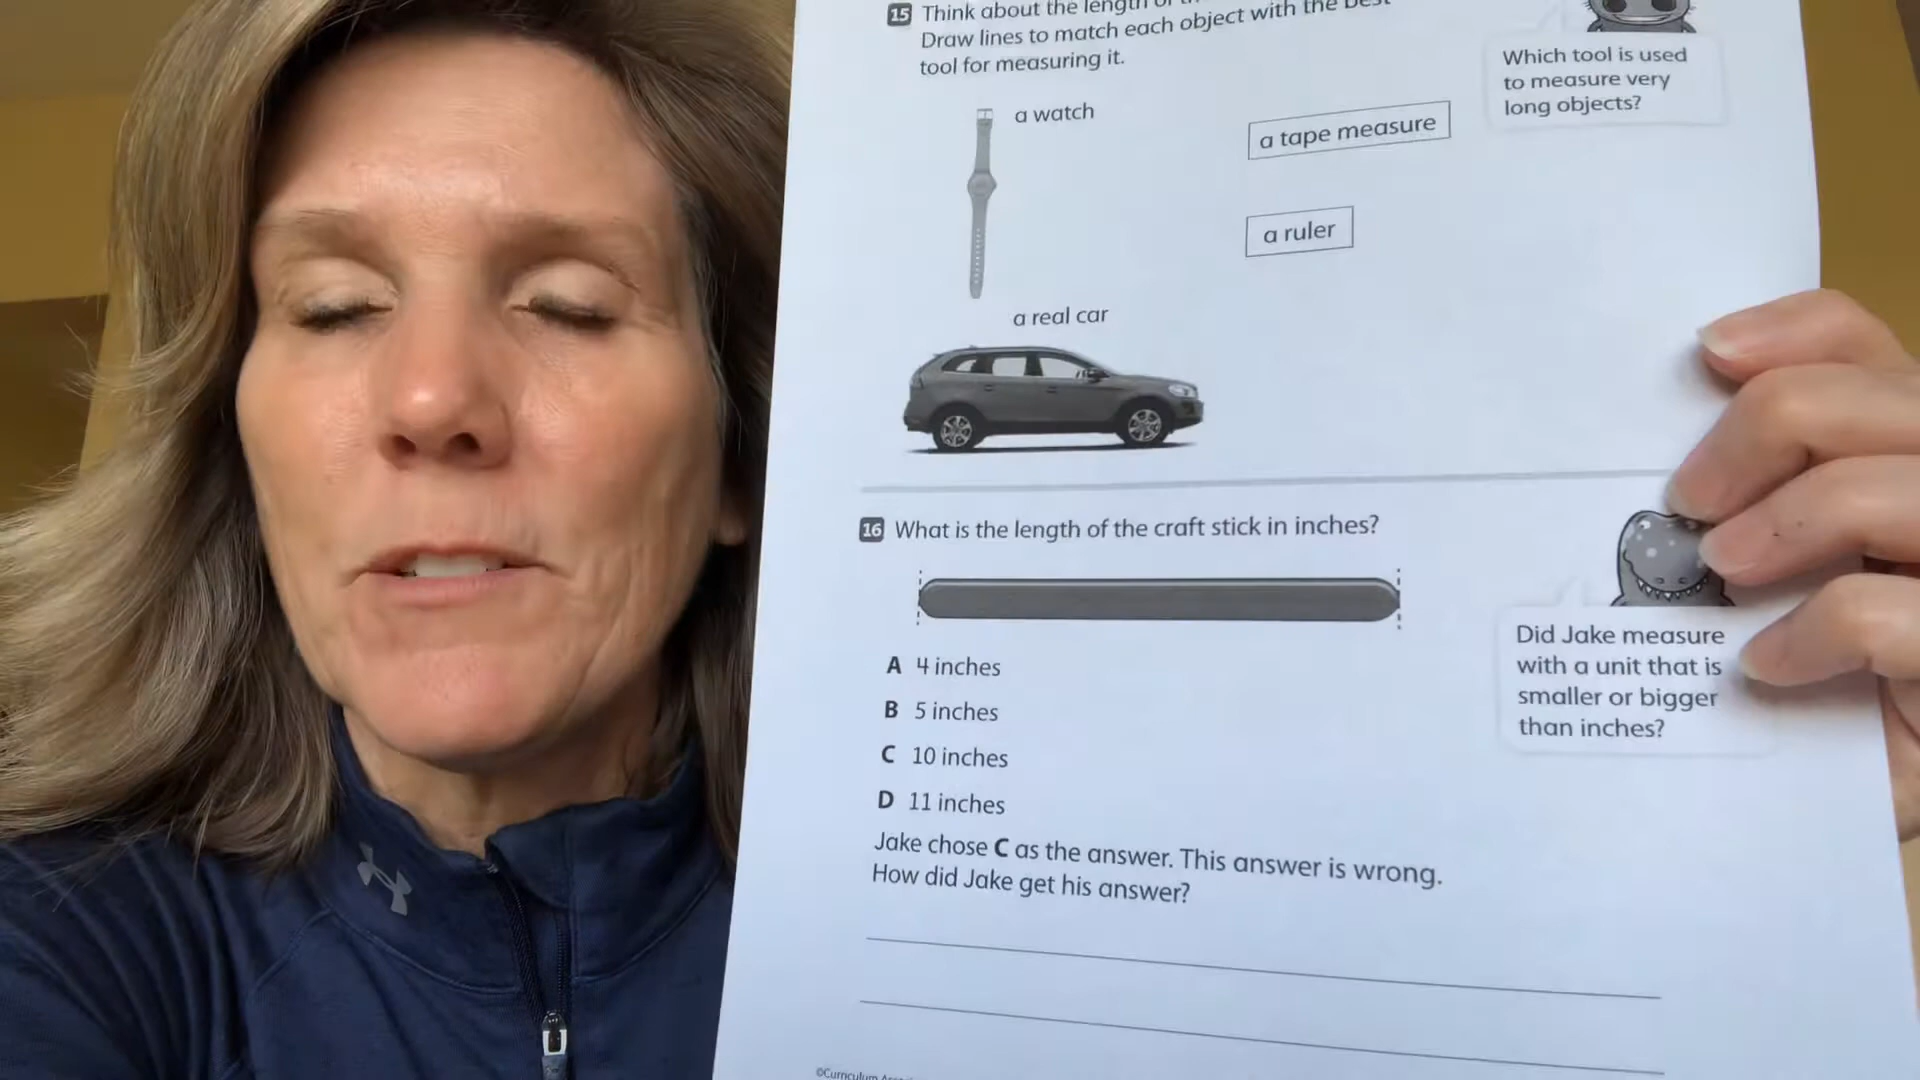 15 Think about the length of
Draw lines to match each object with the best
tool for measuring it.
Which tool is used
to measure very
long objects?
a watch
a tape measure
a ruler
a real car
16 What is the length of the craft stick in inches?
A 4 inches
B 5 inches
C 10 inches
D 11 inches
Did Jake measure
with a unit that is
smaller or bigger
than inches?
Jake chose C as the answer. This answer is wrong.
How did Jake get his answer?
©Curriculum